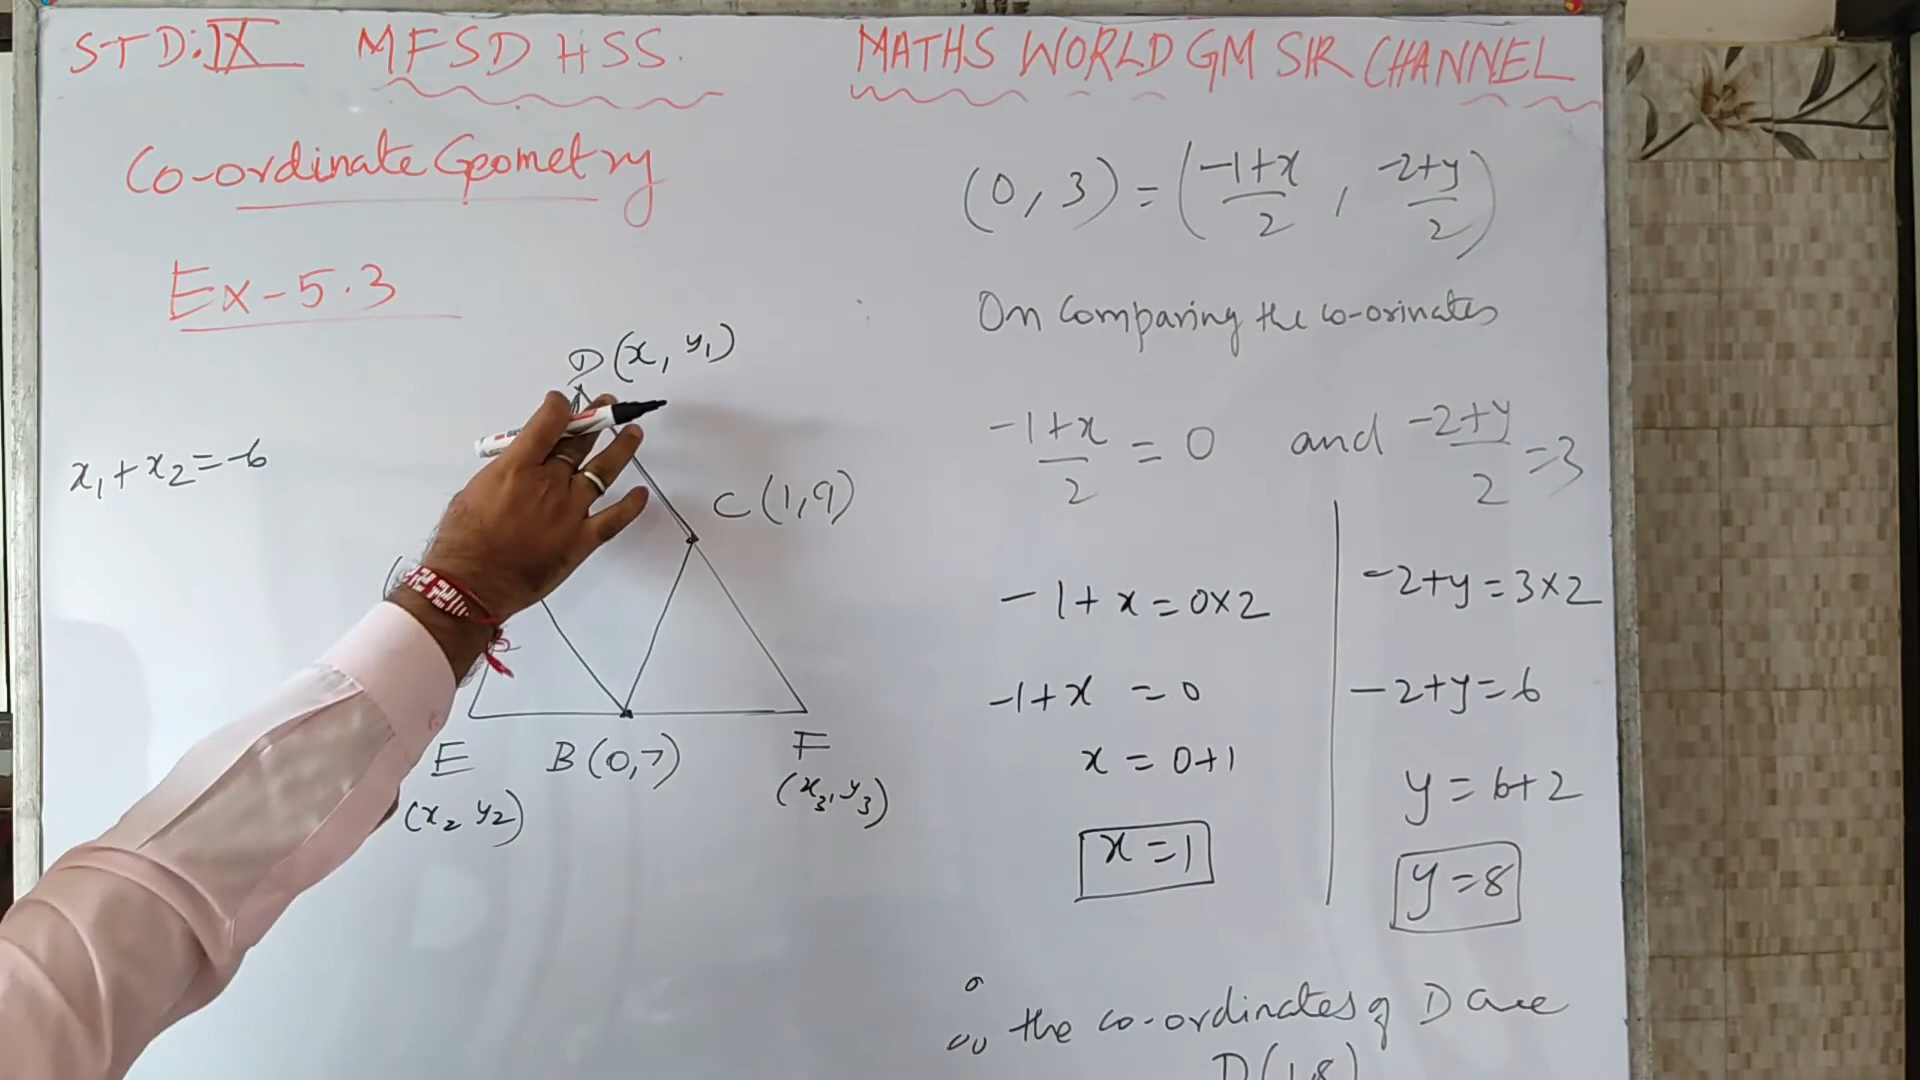 STD: IX MFSD HSS.
MATHS WORLD GM SIR CHANNEL
Co-ordinate Geometry
Ex-5.3
D(x, y₁)
x₁+x₂=-6
C(1,9)
E B(0,7) F
(x₂ y₂) (x₃,y₃)
(0,3)=(-1+x/2 , -2+y/2)
On Comparing the co-orinates
-1+x/2 = 0 and -2+y/2 =3
-1+x=0×2
-1+x = 0
x = 0+1
x=1
-2+y=3×2
-2+y=6
y=6+2
y=8
∴ the co-ordinates of D are
D(1,8)